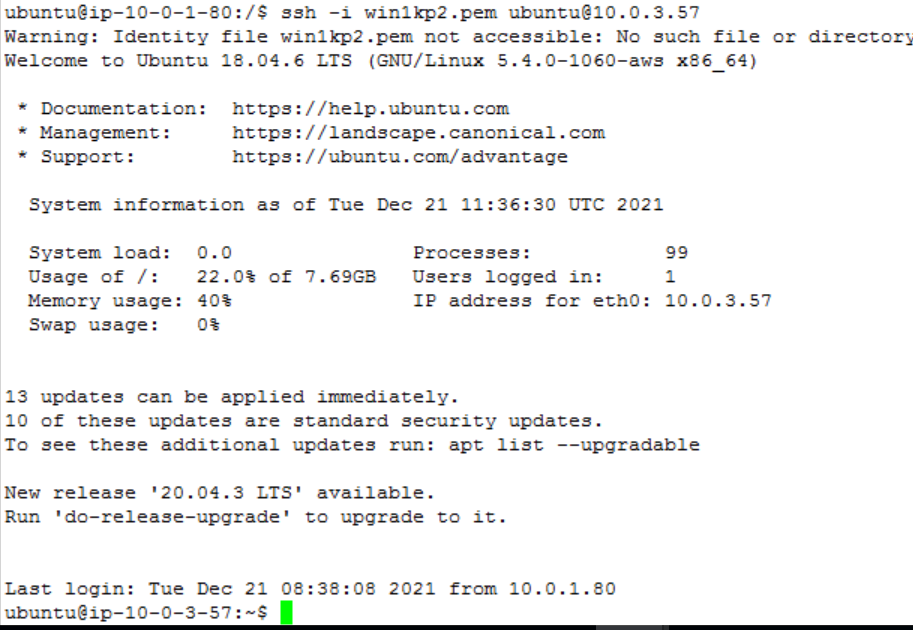 ubuntu@ip-10-0-1-80:/$ ssh -i win1kp2.pem ubuntu@10.0.3.57
Warning: Identity file win1kp2.pem not accessible: No such file or directory
Welcome to Ubuntu 18.04.6 LTS (GNU/Linux 5.4.0-1060-aws x86_64)
* Documentation:  https://help.ubuntu.com
* Management:     https://landscape.canonical.com
* Support:        https://ubuntu.com/advantage
System information as of Tue Dec 21 11:36:30 UTC 2021
System load:  0.0                Processes:           99
Usage of /:   22.0% of 7.69GB   Users logged in:     1
Memory usage: 40%               IP address for eth0: 10.0.3.57
Swap usage:   0%
13 updates can be applied immediately.
10 of these updates are standard security updates.
To see these additional updates run: apt list --upgradable
New release '20.04.3 LTS' available.
Run 'do-release-upgrade' to upgrade to it.
Last login: Tue Dec 21 08:38:08 2021 from 10.0.1.80
ubuntu@ip-10-0-3-57:~$